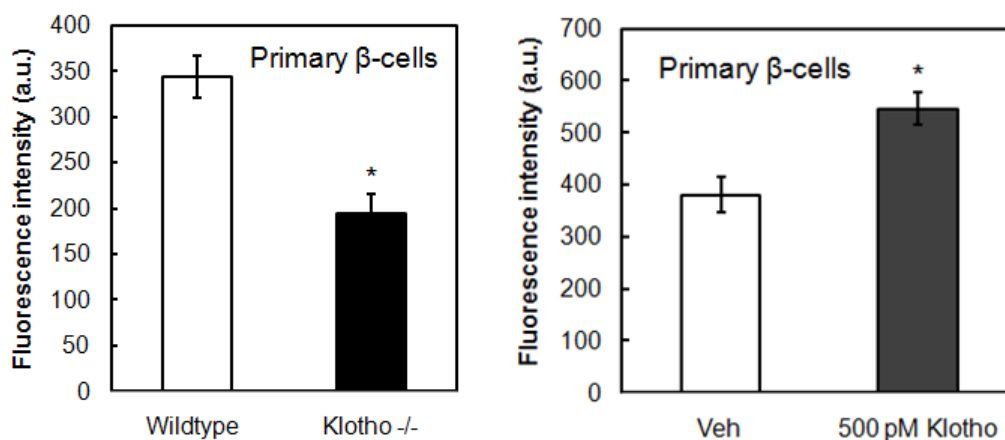 Fluorescence intensity (a.u.)
400
350
300
250
200
150
100
50
0
Primary β-cells
*
Wildtype
Klotho -/-
Fluorescence intensity (a.u.)
700
600
500
400
300
200
100
0
Primary β-cells
*
Veh
500 pM Klotho